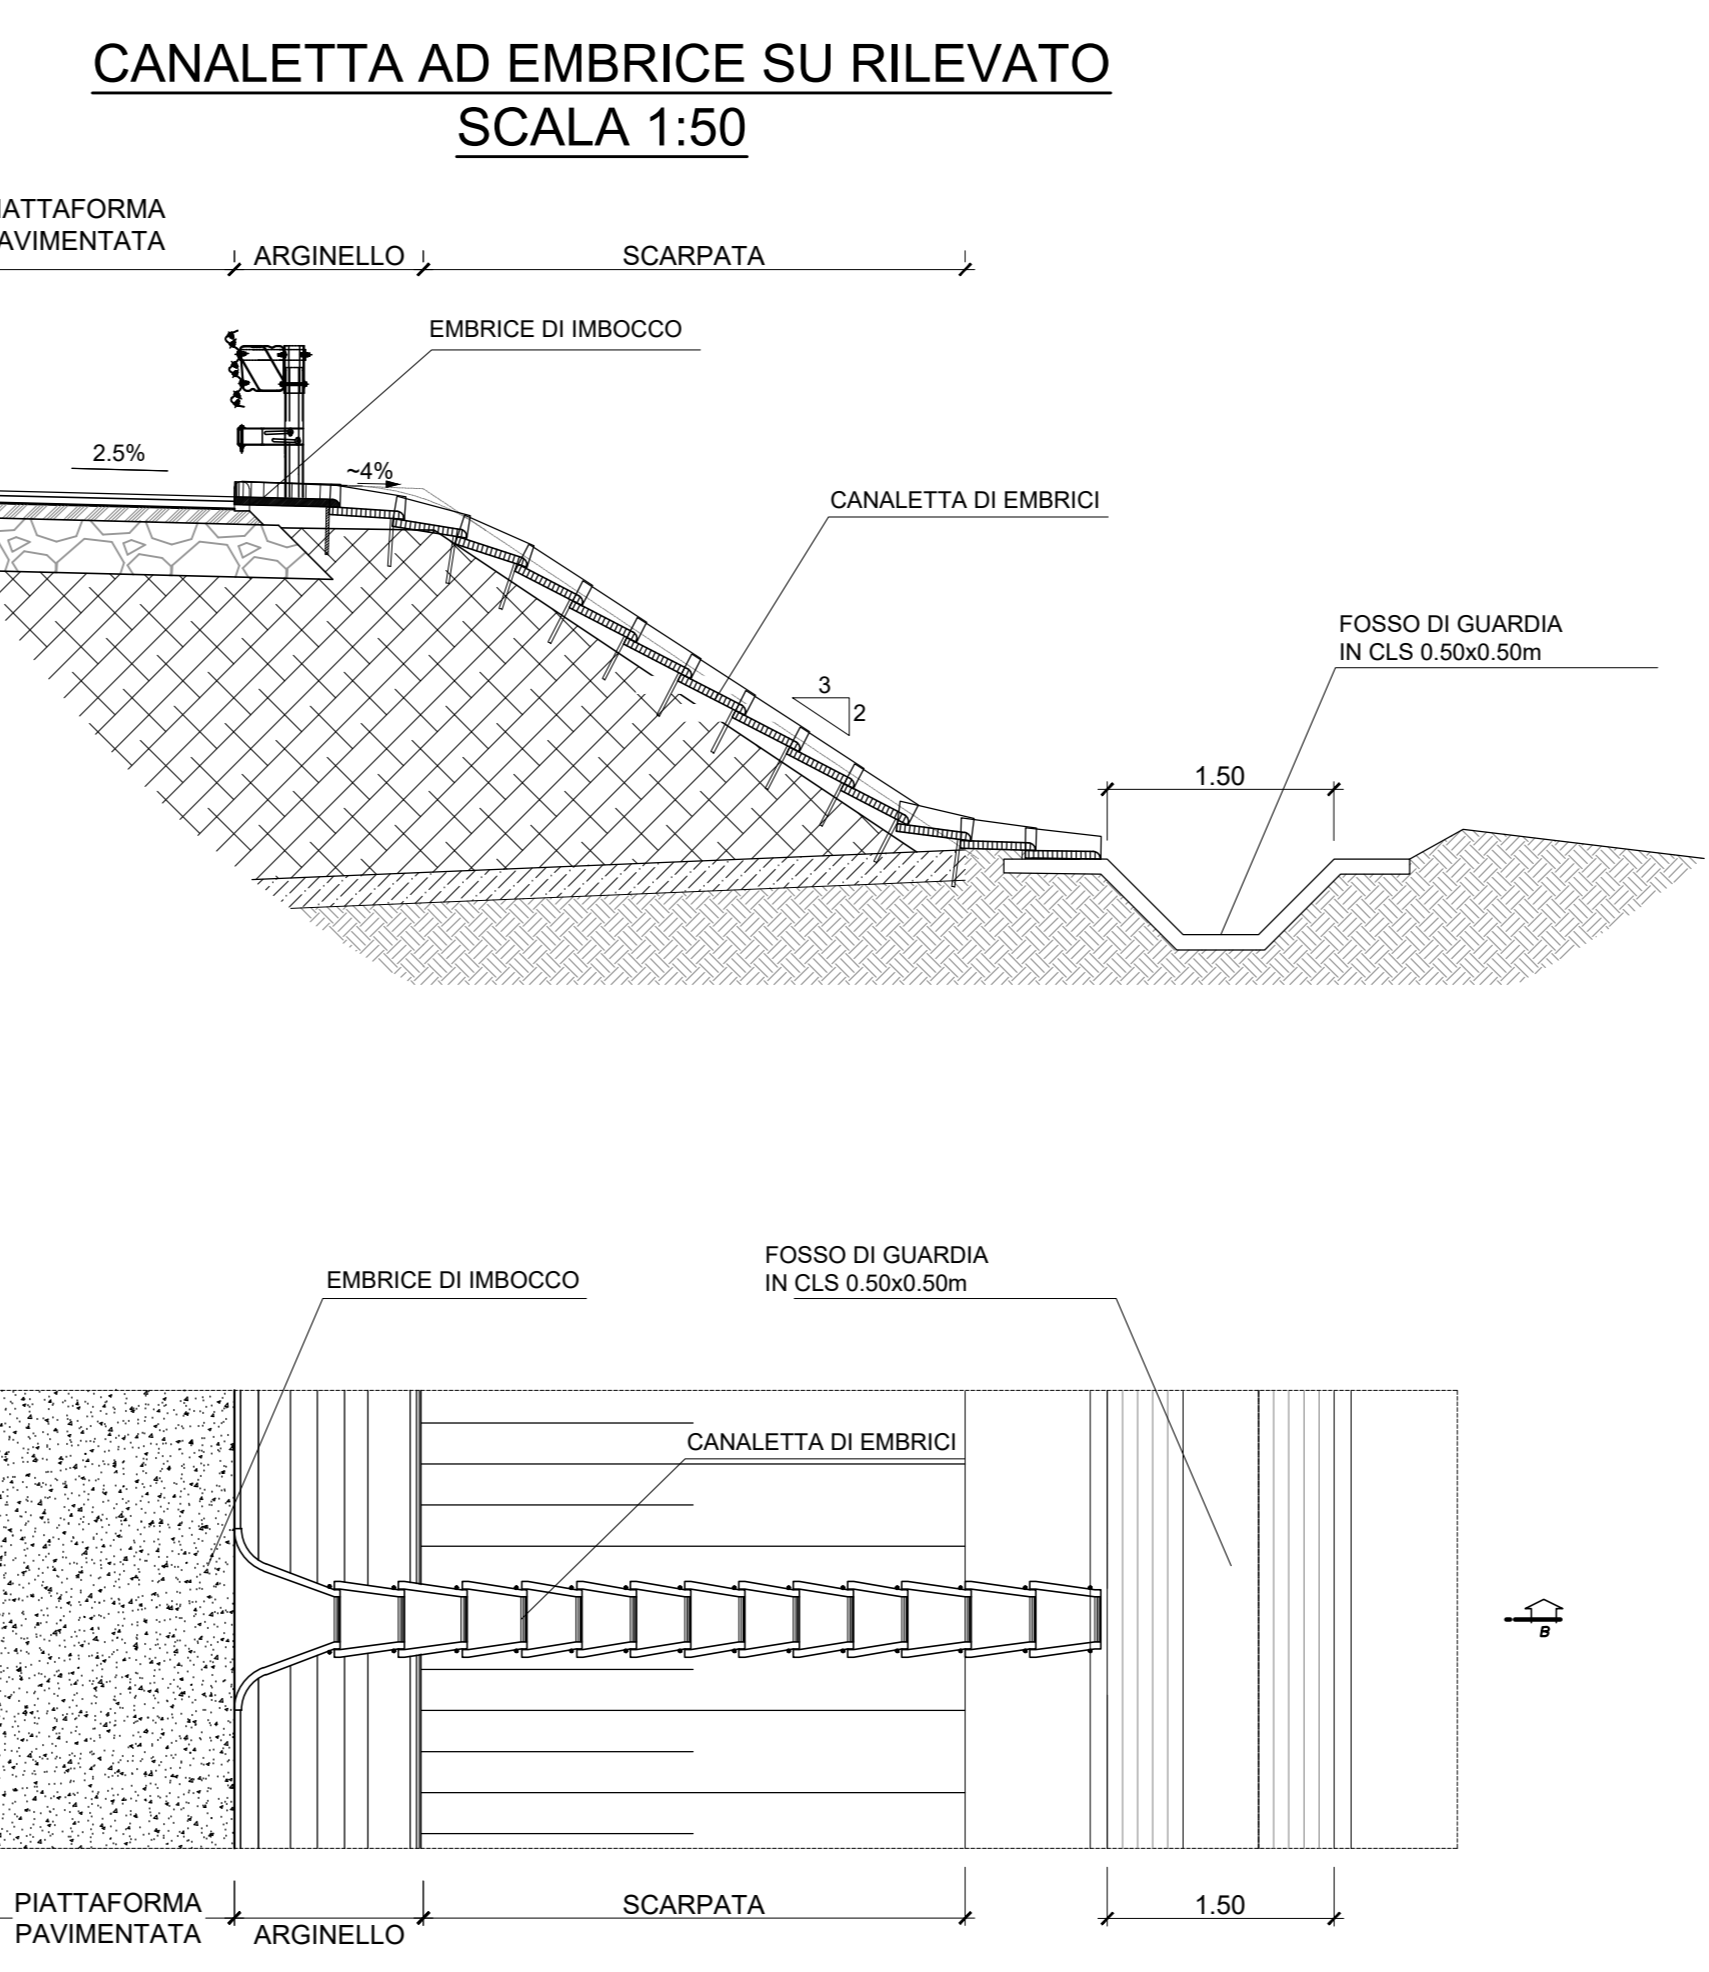 CANALETTA AD EMBRICE SU RILEVATO
SCALA 1:50
IATTAFORMA
AVIMENTATA
ARGINELLO
SCARPATA
EMBRICE DI IMBOCCO
2.5%
~4%
CANALETTA DI EMBRICI
FOSSO DI GUARDIA
IN CLS 0.50x0.50m
3
2
1.50
FOSSO DI GUARDIA
IN CLS 0.50x0.50m
EMBRICE DI IMBOCCO
CANALETTA DI EMBRICI
B
PIATTAFORMA
PAVIMENTATA
ARGINELLO
SCARPATA
1.50